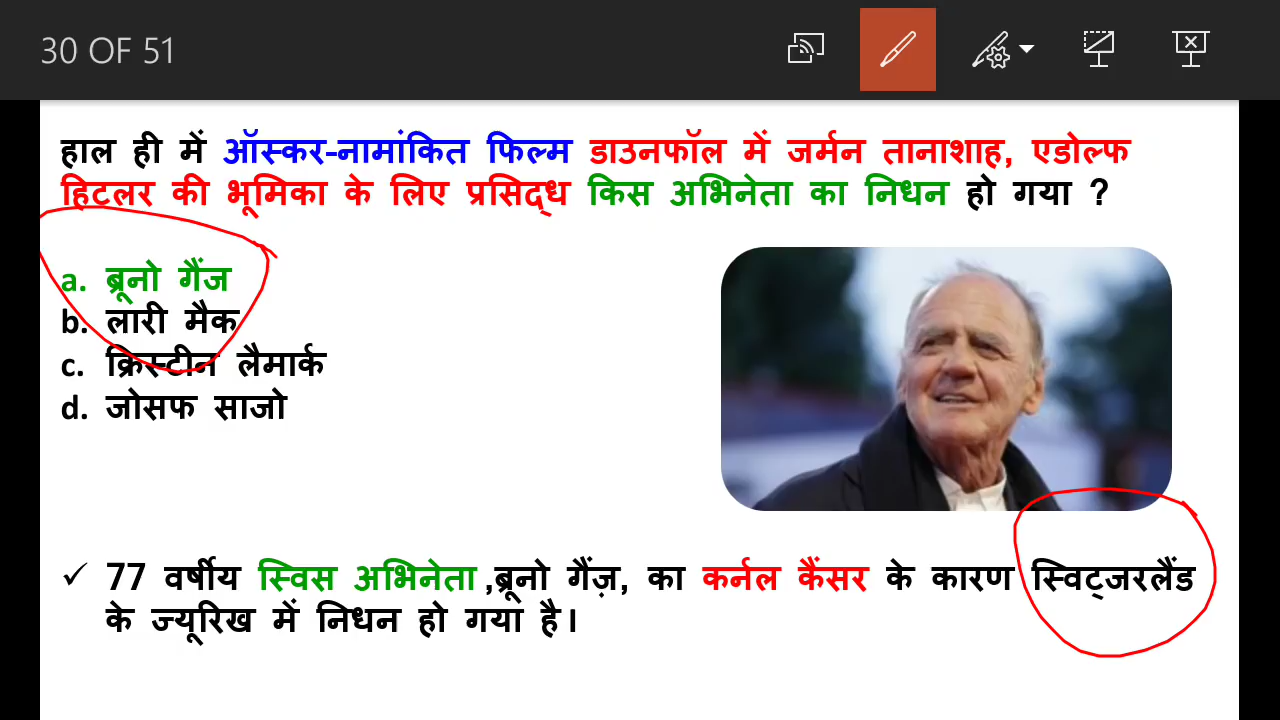 30 OF 51
हाल ही में ऑस्कर-नामांकित फिल्म डाउनफॉल में जर्मन तानाशाह, एडोल्फ
हिटलर की भूमिका के लिए प्रसिद्ध किस अभिनेता का निधन हो गया ?
a. ब्रूनो गैंज
b. लारी मैक
c. क्रिस्टीन लैमार्क
d. जोसफ साजो
✓ 77 वर्षीय स्विस अभिनेता ,ब्रूनो गैंज़, का कर्नल कैंसर के कारण स्विट्जरलैंड
के ज्यूरिख में निधन हो गया है।